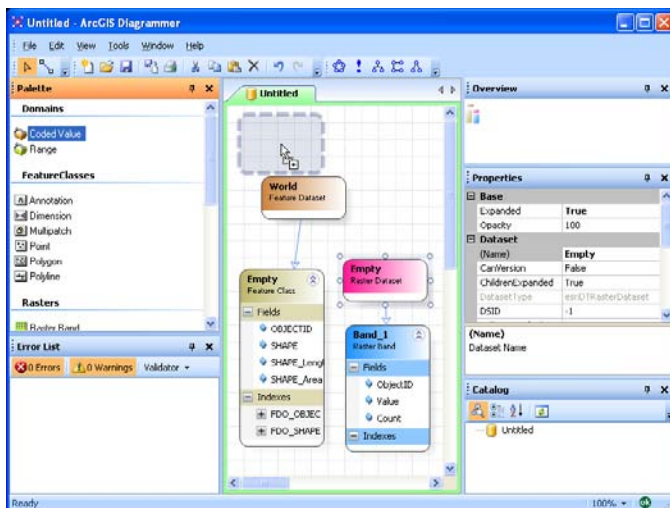 Untitled - ArcGIS Diagrammer
File Edit View Tools Window Help
Palette
Domains
Coded Value
Range
FeatureClasses
Annotation
Dimension
Multipatch
Point
Polygon
Polyline
Rasters
Raster Band
Error List
0 Errors 0 Warnings Validator
Untitled
World
Feature Dataset
Empty
Feature Class
Fields
OBJECTID
SHAPE
SHAPE_Lengl
SHAPE_Area
Indexes
FDO_OBJEC
FDO_SHAPE
Empty
Raster Dataset
Band_1
Raster Band
Fields
ObjectID
Value
Count
Indexes
Overview
Properties
Base
Expanded True
Opacity 100
Dataset
(Name) Empty
CanVersion False
ChildrenExpanded True
DatasetType esriDTRasterDataset
DSID -1
(Name)
Dataset Name
Catalog
Untitled
Ready
100%
ok